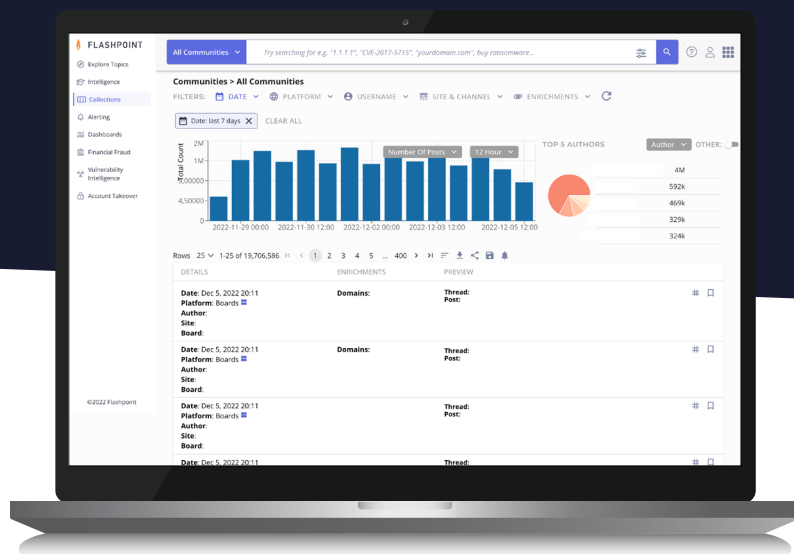 FLASHPOINT
Explore Topics
Intelligence
Collections
Alerting
Dashboards
Financial Fraud
Vulnerability
Intelligence
Account Takeover
©2022 Flashpoint
All Communities
Try searching for e.g. "1.1.1.1", "CVE-2017-5715", "yourdomain.com", buy ransomware...
Communities > All Communities
FILTERS: DATE PLATFORM USERNAME SITE & CHANNEL ENRICHMENTS
Date: last 7 days X CLEAR ALL
Total Count
2M
1M
9,00000
4,50000
0
Number Of Posts 12 Hour
2022-11-29 00:00 2022-11-30 12:00 2022-12-02 00:00 2022-12-03 12:00 2022-12-05 12:00
TOP 5 AUTHORS Author OTHER:
4M
592k
469k
329k
324k
Rows 25 1-25 of 19,706,586 1 2 3 4 5 ... 400
DETAILS ENRICHMENTS PREVIEW
Date: Dec 5, 2022 20:11 Domains: Thread:
Platform: Boards Post:
Author:
Site:
Board:
Date: Dec 5, 2022 20:11 Domains: Thread:
Platform: Boards Post:
Author:
Site:
Board:
Date: Dec 5, 2022 20:11 Thread:
Platform: Boards Post:
Author:
Site:
Board:
Date: Dec 5, 2022 20:11 Thread: